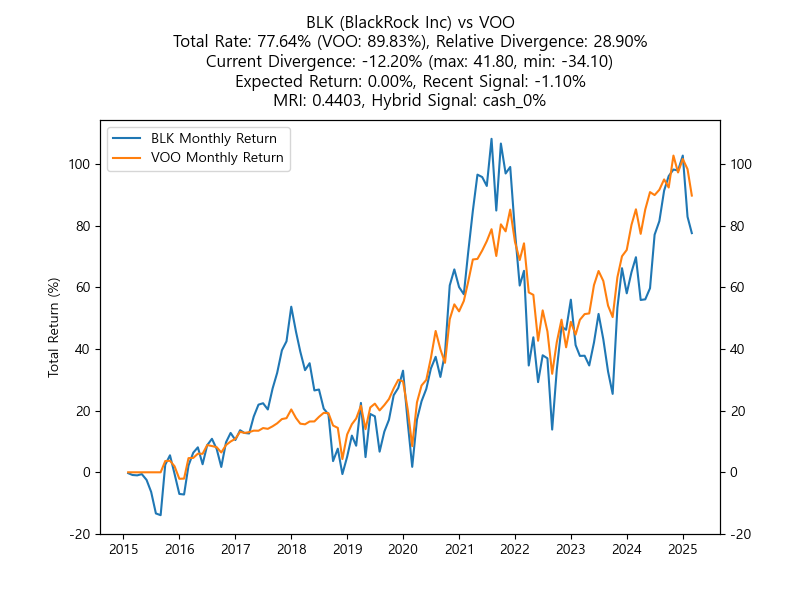 BLK (BlackRock Inc) vs VOO
Total Rate: 77.64% (VOO: 89.83%), Relative Divergence: 28.90%
Current Divergence: -12.20% (max: 41.80, min: -34.10)
Expected Return: 0.00%, Recent Signal: -1.10%
MRI: 0.4403, Hybrid Signal: cash_0%
BLK Monthly Return
VOO Monthly Return
Total Return (%)
100 100
80 80
60 60
40 40
20 20
0 0
-20 -20
2015 2016 2017 2018 2019 2020 2021 2022 2023 2024 2025